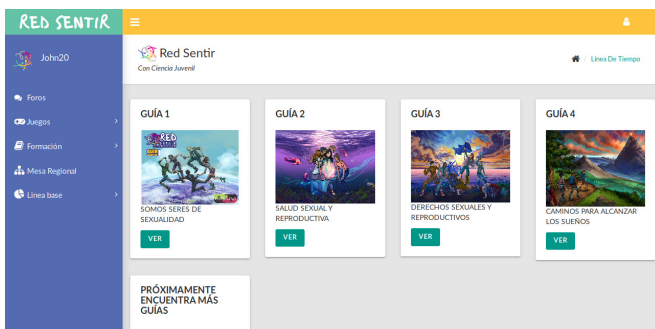 RED SENTIR
John20
Foros
Juegos
Formación
Mesa Regional
Linea base
Red Sentir
Con Ciencia Juvenil
/ Línea De Tiempo
GUÍA 1
RED
SOMOS SERES DE
SEXUALIDAD
VER
GUÍA 2
SALUD SEXUAL Y
REPRODUCTIVA
VER
GUÍA 3
DERECHOS SEXUALES Y
REPRODUCTIVOS
VER
GUÍA 4
CAMINOS PARA ALCANZAR
LOS SUEÑOS
VER
PRÓXIMAMENTE
ENCUENTRA MÁS
GUÍAS